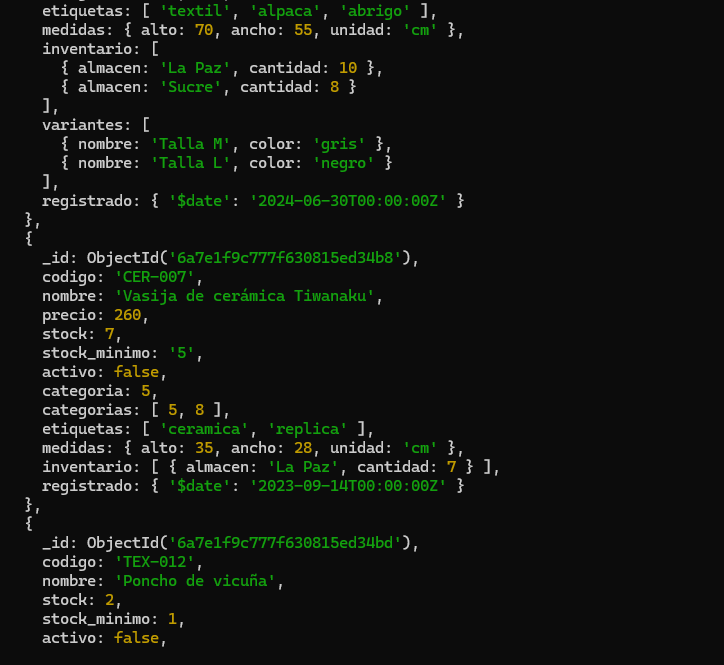 etiquetas: [ 'textil', 'alpaca', 'abrigo' ],
medidas: { alto: 70, ancho: 55, unidad: 'cm' },
inventario: [
{ almacen: 'La Paz', cantidad: 10 },
{ almacen: 'Sucre', cantidad: 8 }
],
variantes: [
{ nombre: 'Talla M', color: 'gris' },
{ nombre: 'Talla L', color: 'negro' }
],
registrado: { '$date': '2024-06-30T00:00:00Z' }
},
{
_id: ObjectId('6a7e1f9c777f630815ed34b8'),
codigo: 'CER-007',
nombre: 'Vasija de cerámica Tiwanaku',
precio: 260,
stock: 7,
stock_minimo: '5',
activo: false,
categoria: 5,
categorias: [ 5, 8 ],
etiquetas: [ 'ceramica', 'replica' ],
medidas: { alto: 35, ancho: 28, unidad: 'cm' },
inventario: [ { almacen: 'La Paz', cantidad: 7 } ],
registrado: { '$date': '2023-09-14T00:00:00Z' }
},
{
_id: ObjectId('6a7e1f9c777f630815ed34bd'),
codigo: 'TEX-012',
nombre: 'Poncho de vicuña',
stock: 2,
stock_minimo: 1,
activo: false,